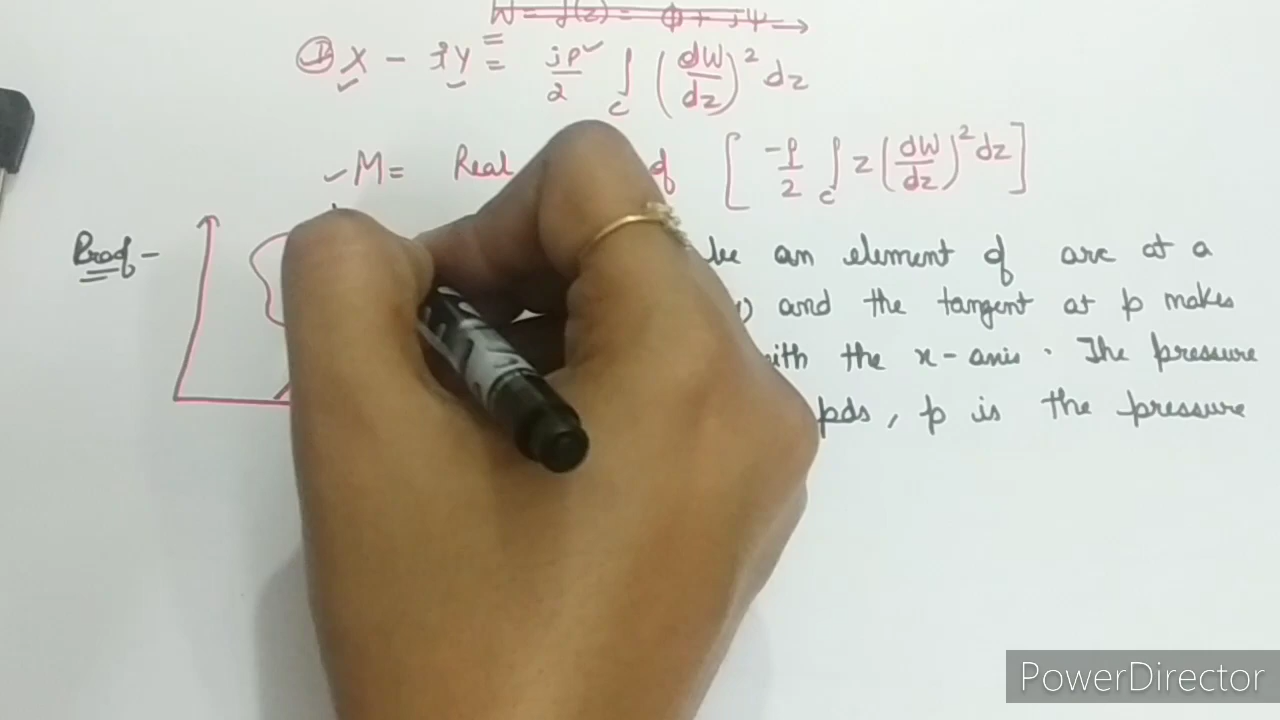 W = f(z) = Φ + iΨ
X - iY = iρ/2 ∫c (dW/dz)² dz
M = Real of [ -ρ/2 ∫c z (dW/dz)² dz ]
Proof - be an element of arc at a
and the tangent at p makes
with the x-axis. The pressure
pds, p is the pressure
PowerDirector